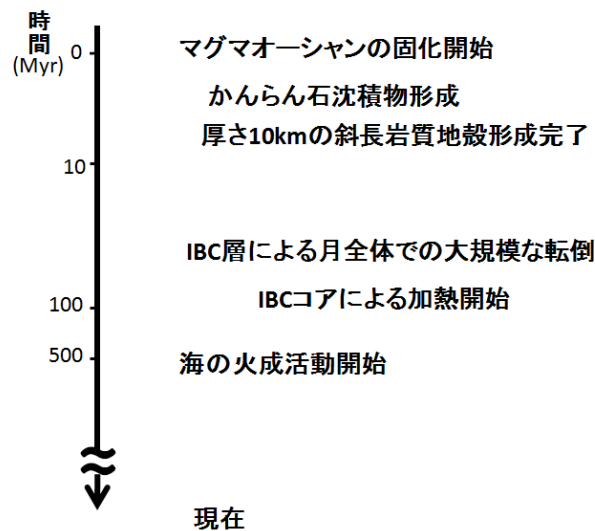 時間
(Myr)
0
マグマオーシャンの固化開始
かんらん石沈積物形成
厚さ10kmの斜長岩質地殻形成完了
10
IBC層による月全体での大規模な転倒
IBCコアによる加熱開始
100
500
海の火成活動開始
現在